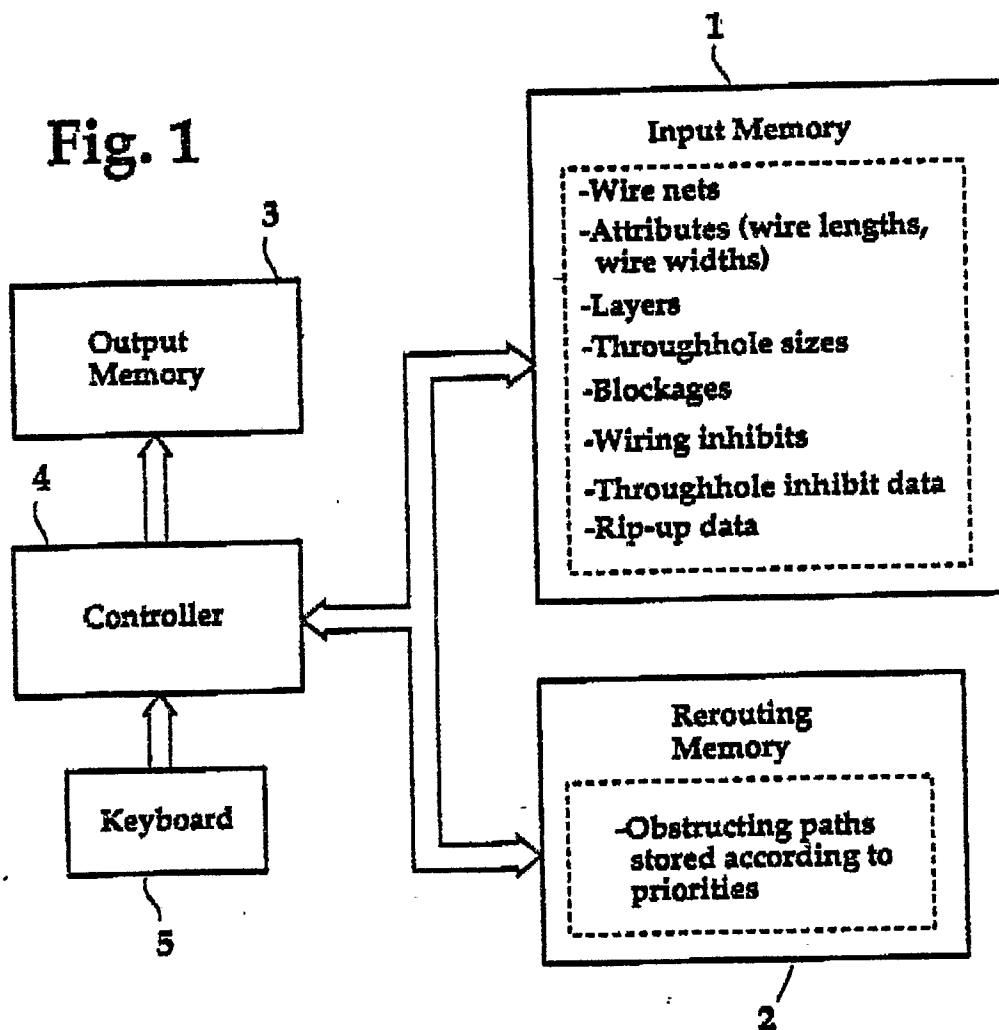 Fig. 1
1
Input Memory
-Wire nets
-Attributes (wire lengths,
wire widths)
-Layers
-Throughhole sizes
-Blockages
-Wiring inhibits
-Throughhole inhibit data
-Rip-up data
3
Output
Memory
4
Controller
Keyboard
5
Rerouting
Memory
-Obstructing paths
stored according to
priorities
2